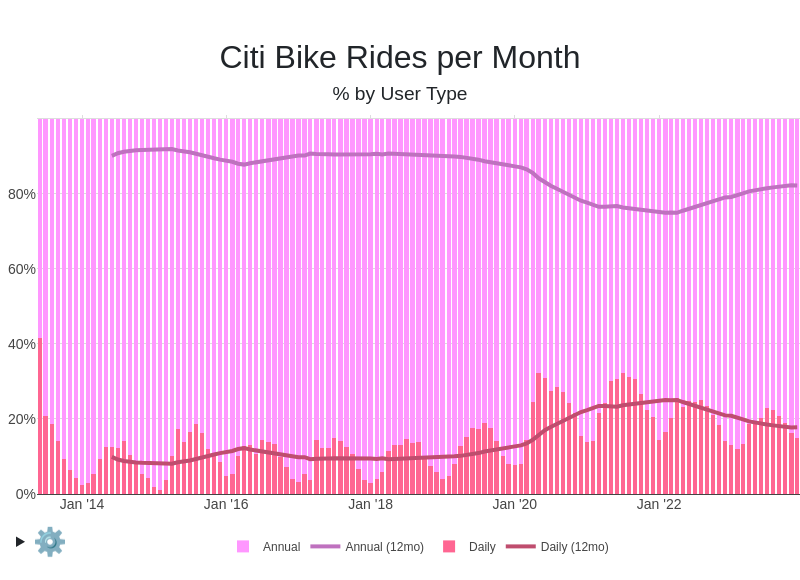 Citi Bike Rides per Month
% by User Type
80%
60%
40%
20%
0%
Jan '14 Jan '16 Jan '18 Jan '20 Jan '22
Annual Annual (12mo) Daily Daily (12mo)